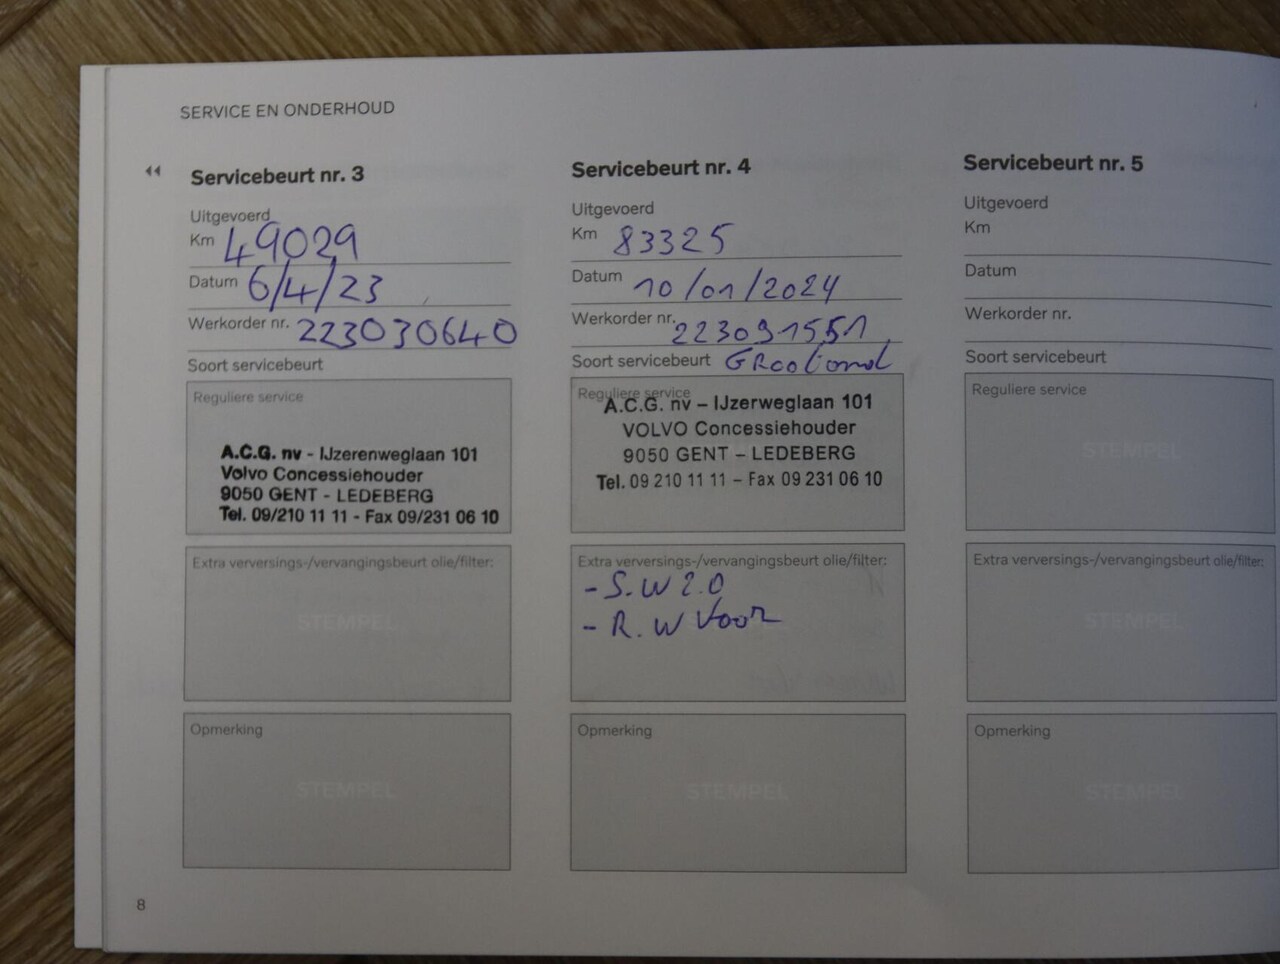 SERVICE EN ONDERHOUD
Servicebeurt nr. 3
Uitgevoerd
Km 49029
Datum 6/4/23
Werkorder nr. 223030640
Soort servicebeurt
Reguliere service
A.C.G. nv - IJzerenweglaan 101
Volvo Concessiehouder
9050 GENT - LEDEBERG
Tel. 09/210 11 11 - Fax 09/231 06 10
Extra verversings-/vervangingsbeurt olie/filter:
STEMPEL
Opmerking
STEMPEL
Servicebeurt nr. 4
Uitgevoerd
Km 83325
Datum 10/01/2024
Werkorder nr. 223091551
Soort servicebeurt
Reguliere service
A.C.G. nv – IJzerweglaan 101
VOLVO Concessiehouder
9050 GENT – LEDEBERG
Tel. 09 210 11 11 – Fax 09 231 06 10
Extra verversings-/vervangingsbeurt olie/filter:
- S.W 2.0
- R.W Voor
Opmerking
STEMPEL
Servicebeurt nr. 5
Uitgevoerd
Km
Datum
Werkorder nr.
Soort servicebeurt
Reguliere service
STEMPEL
Extra verversings-/vervangingsbeurt olie/filter:
STEMPEL
Opmerking
STEMPEL
8